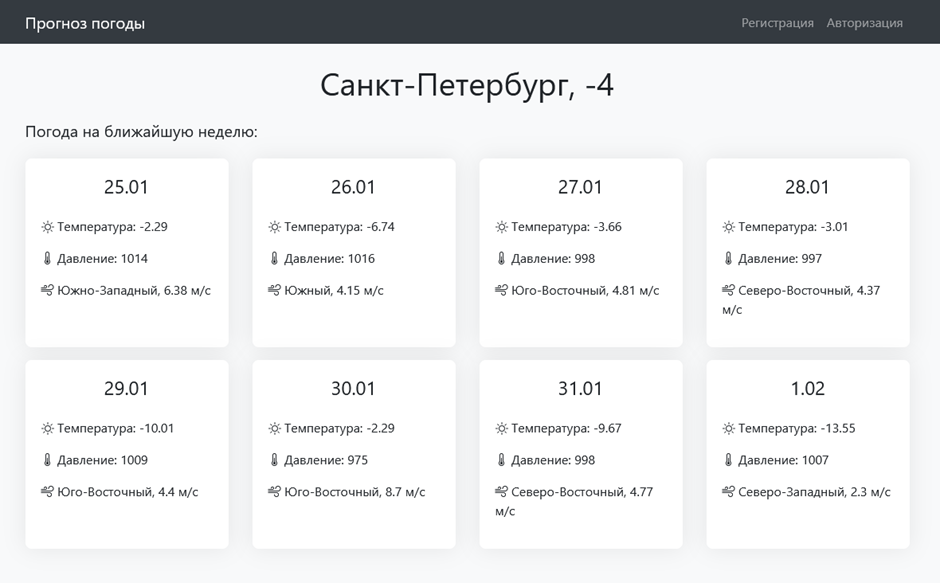 Прогноз погоды
Регистрация Авторизация
Санкт-Петербург, -4
Погода на ближайшую неделю:
25.01
Температура: -2.29
Давление: 1014
Южно-Западный, 6.38 м/с
26.01
Температура: -6.74
Давление: 1016
Южный, 4.15 м/с
27.01
Температура: -3.66
Давление: 998
Юго-Восточный, 4.81 м/с
28.01
Температура: -3.01
Давление: 997
Северо-Восточный, 4.37
м/с
29.01
Температура: -10.01
Давление: 1009
Юго-Восточный, 4.4 м/с
30.01
Температура: -2.29
Давление: 975
Юго-Восточный, 8.7 м/с
31.01
Температура: -9.67
Давление: 998
Северо-Восточный, 4.77
м/с
1.02
Температура: -13.55
Давление: 1007
Северо-Западный, 2.3 м/с